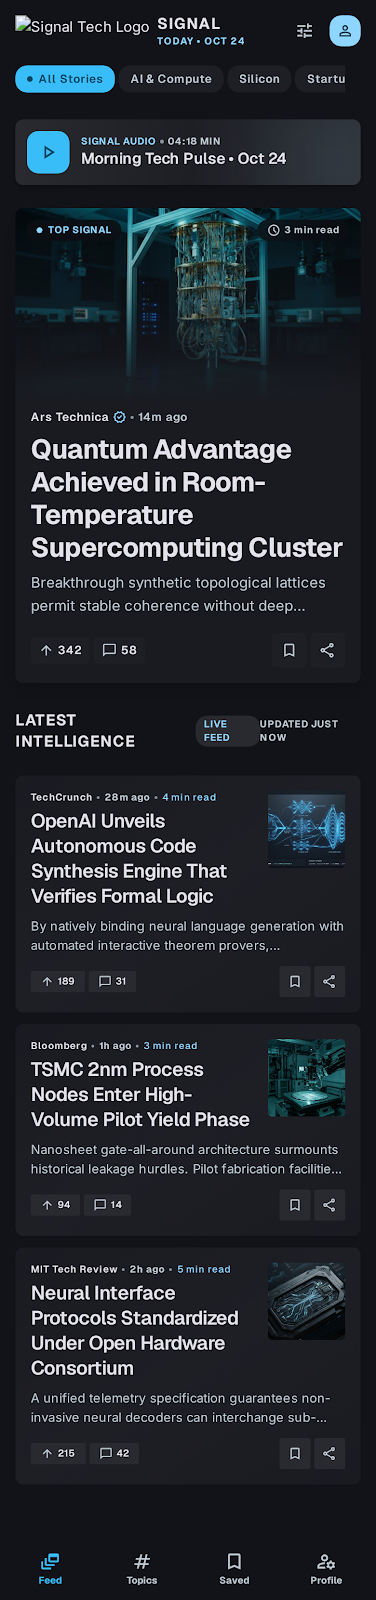 Signal Tech Logo
SIGNAL
TODAY • OCT 24
All Stories
AI & Compute
Silicon
Startu
SIGNAL AUDIO • 04:18 MIN
Morning Tech Pulse • Oct 24
TOP SIGNAL
3 min read
Ars Technica • 14m ago
Quantum Advantage
Achieved in Room-
Temperature
Supercomputing Cluster
Breakthrough synthetic topological lattices
permit stable coherence without deep...
342
58
LATEST
INTELLIGENCE
LIVE
FEED
UPDATED JUST
NOW
TechCrunch • 28m ago • 4 min read
OpenAI Unveils
Autonomous Code
Synthesis Engine That
Verifies Formal Logic
By natively binding neural language generation with
automated interactive theorem provers,...
189
31
Bloomberg • 1h ago • 3 min read
TSMC 2nm Process
Nodes Enter High-
Volume Pilot Yield Phase
Nanosheet gate-all-around architecture surmounts
historical leakage hurdles. Pilot fabrication facilitie...
94
14
MIT Tech Review • 2h ago • 5 min read
Neural Interface
Protocols Standardized
Under Open Hardware
Consortium
A unified telemetry specification guarantees non-
invasive neural decoders can interchange sub-...
215
42
Feed
Topics
Saved
Profile